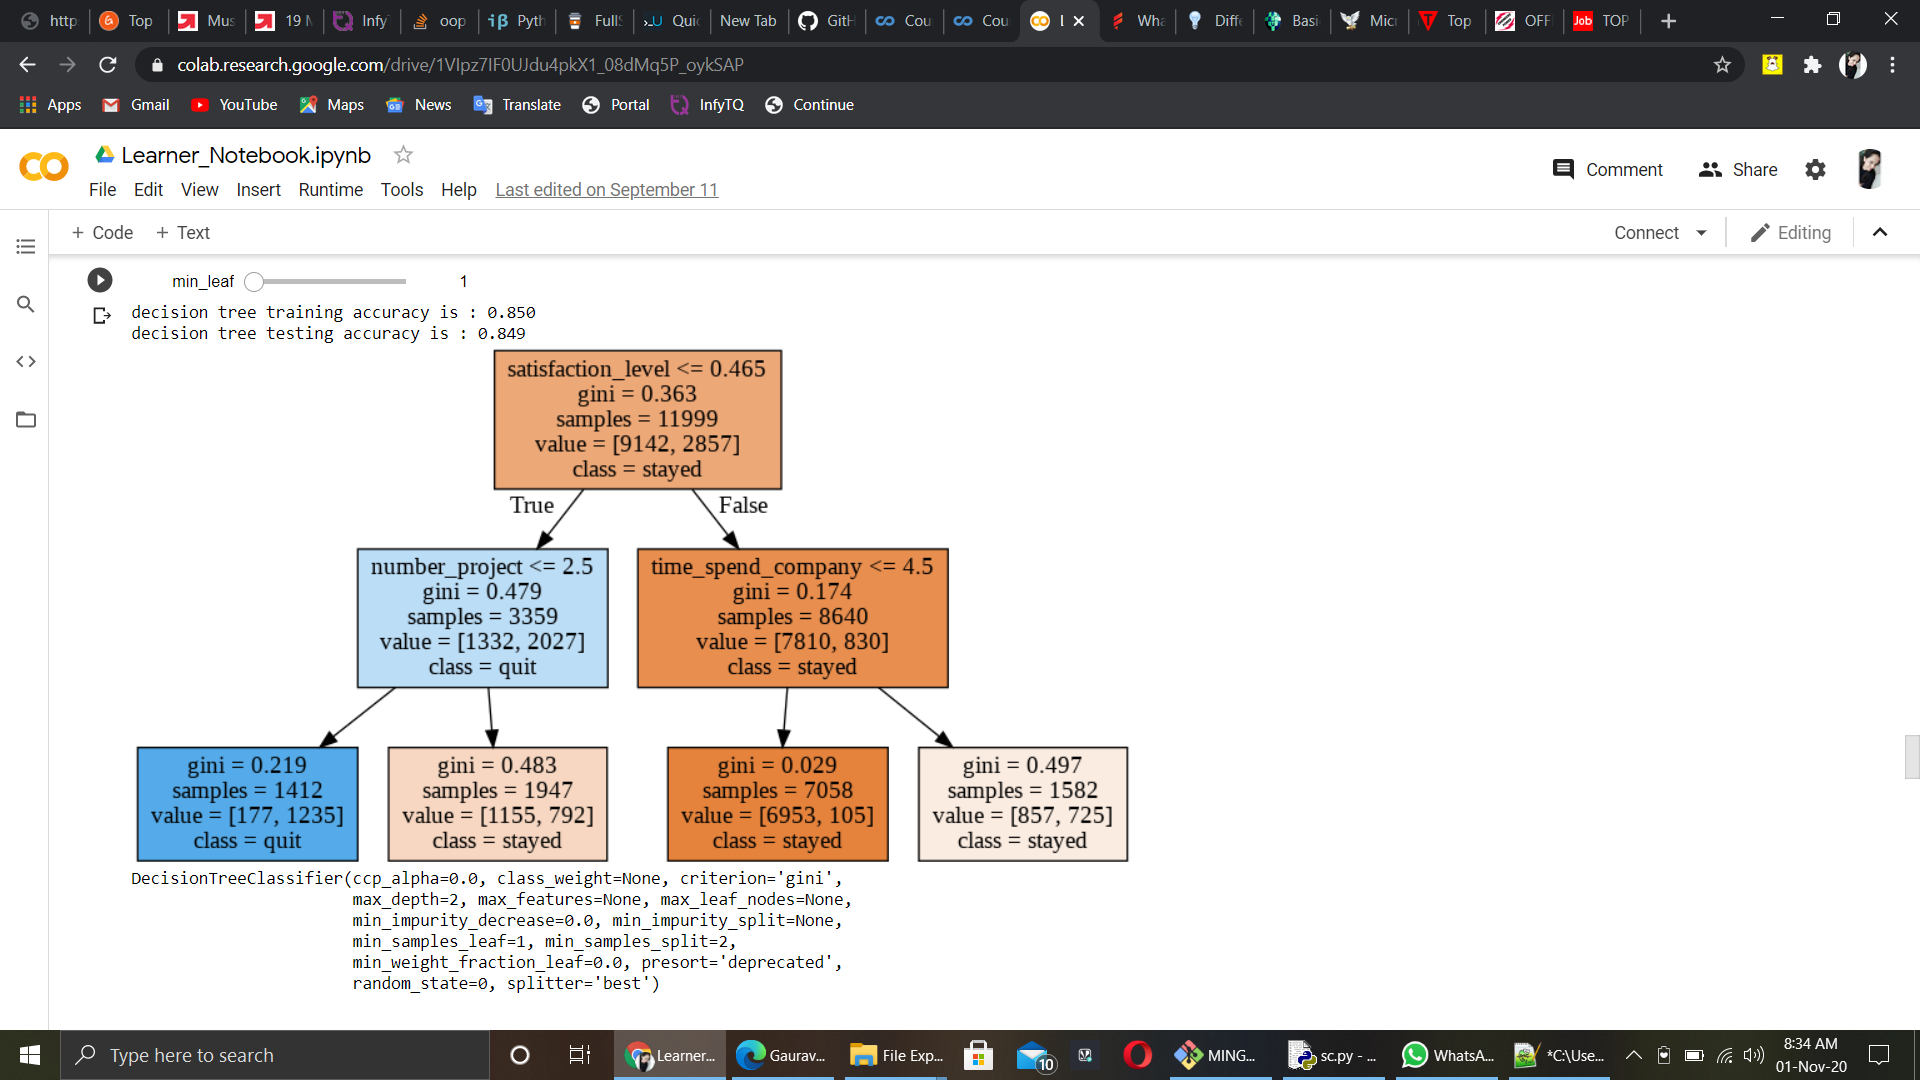 http
Top
Mus
19 M
Infy
oop
Pyth
FullS
Quic
New Tab
GitH
Cour
Cou
Wha
Diffe
Basi
Micr
Top
OFF
Job
TOP
colab.research.google.com/drive/1VIpz7IF0UJdu4pkX1_08dMq5P_oykSAP
Apps Gmail YouTube Maps News Translate Portal InfyTQ Continue
Learner_Notebook.ipynb
Comment Share
File Edit View Insert Runtime Tools Help Last edited on September 11
+ Code + Text
Connect Editing
min_leaf 1
decision tree training accuracy is : 0.850
decision tree testing accuracy is : 0.849
satisfaction_level <= 0.465
gini = 0.363
samples = 11999
value = [9142, 2857]
class = stayed
True False
number_project <= 2.5
gini = 0.479
samples = 3359
value = [1332, 2027]
class = quit
time_spend_company <= 4.5
gini = 0.174
samples = 8640
value = [7810, 830]
class = stayed
gini = 0.219
samples = 1412
value = [177, 1235]
class = quit
gini = 0.483
samples = 1947
value = [1155, 792]
class = stayed
gini = 0.029
samples = 7058
value = [6953, 105]
class = stayed
gini = 0.497
samples = 1582
value = [857, 725]
class = stayed
DecisionTreeClassifier(ccp_alpha=0.0, class_weight=None, criterion='gini',
max_depth=2, max_features=None, max_leaf_nodes=None,
min_impurity_decrease=0.0, min_impurity_split=None,
min_samples_leaf=1, min_samples_split=2,
min_weight_fraction_leaf=0.0, presort='deprecated',
random_state=0, splitter='best')
Type here to search
Learner...
Gaurav...
File Exp...
10
MING...
sc.py - ...
WhatsA...
*C:\Use...
8:34 AM
01-Nov-20